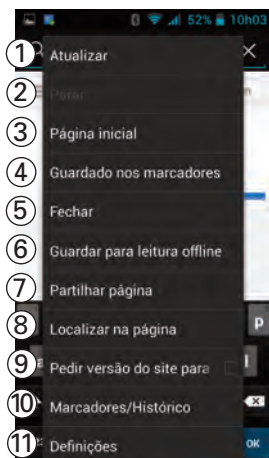 52% 10h03
① Atualizar
② Parar
③ Página inicial
④ Guardado nos marcadores
⑤ Fechar
⑥ Guardar para leitura offline
⑦ Partilhar página
⑧ Localizar na página
p
⑨ Pedir versão do site para
⑩ Marcadores/Histórico
⑪ Definições
OK